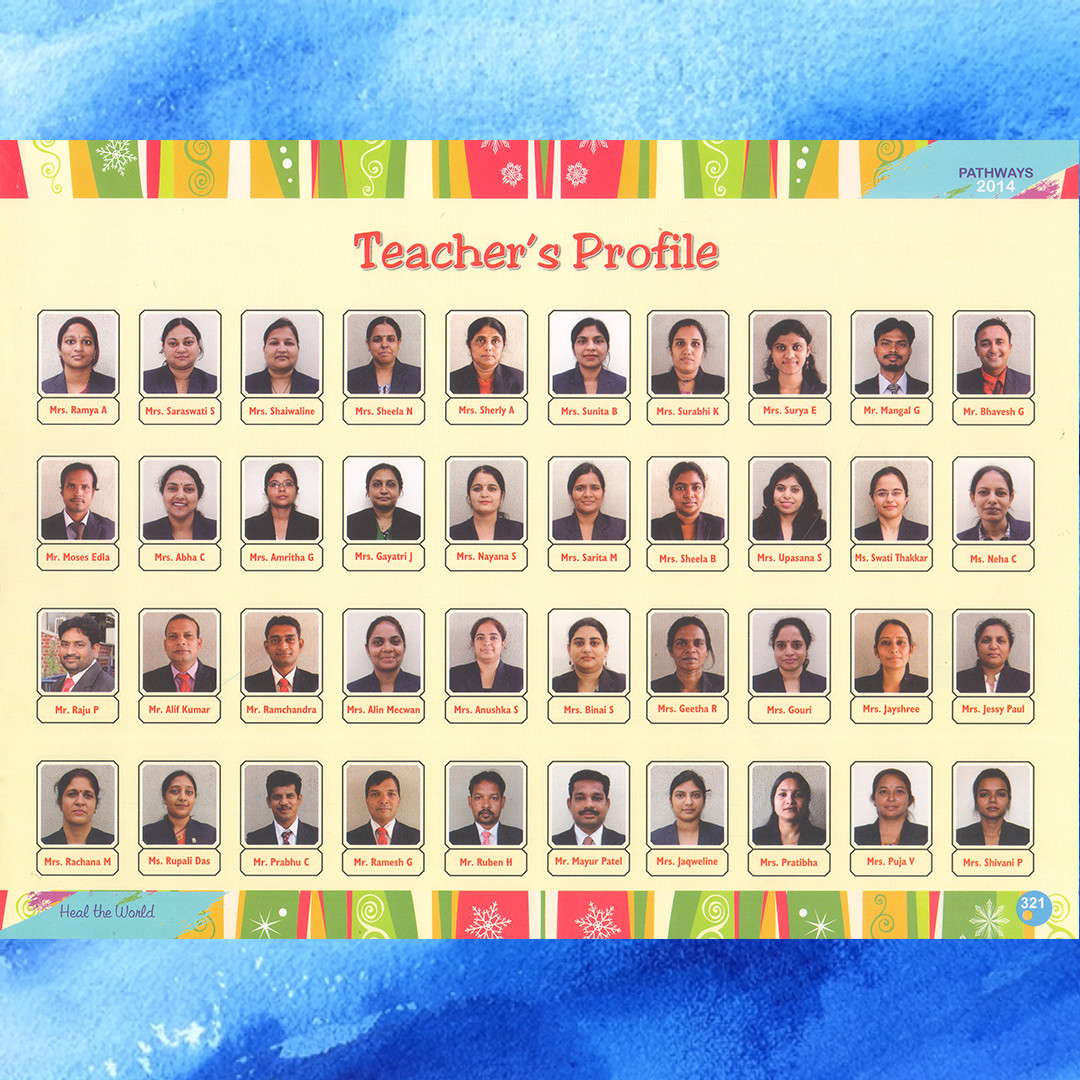 PATHWAYS
2014
Teacher's Profile
Mrs. Ramya A
Mrs. Saraswati S
Mrs. Shaiwaline
Mrs. Sheela N
Mrs. Sherly A
Mrs. Sunita B
Mrs. Surabhi K
Mrs. Surya E
Mr. Mangal G
Mr. Bhavesh G
Mr. Moses Edla
Mrs. Abha C
Mrs. Amritha G
Mrs. Gayatri J
Mrs. Nayana S
Mrs. Sarita M
Mrs. Sheela B
Mrs. Upasana S
Ms. Swati Thakkar
Ms. Neha C
Mr. Raju P
Mr. Alif Kumar
Mr. Ramchandra
Mrs. Alin Mecwan
Mrs. Anushka S
Mrs. Binai S
Mrs. Geetha R
Mrs. Gouri
Mrs. Jayshree
Mrs. Jessy Paul
Mrs. Rachana M
Ms. Rupali Das
Mr. Prabhu C
Mr. Ramesh G
Mr. Ruben H
Mr. Mayur Patel
Mrs. Jaqweline
Mrs. Pratibha
Mrs. Puja V
Mrs. Shivani P
Heal the World
321